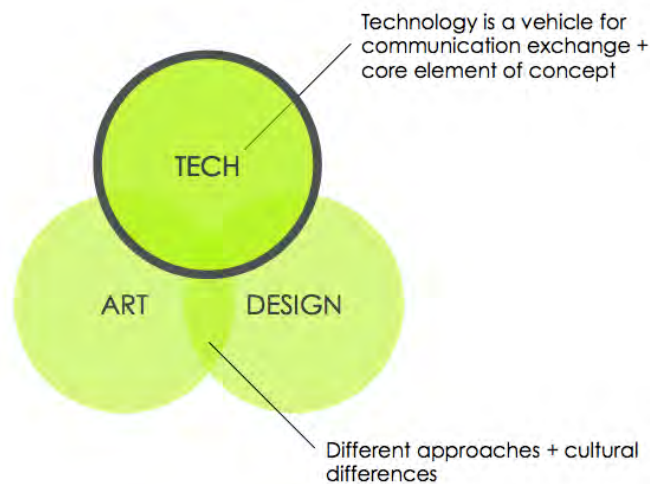 Technology is a vehicle for
communication exchange +
core element of concept
TECH
ART
DESIGN
Different approaches + cultural
differences